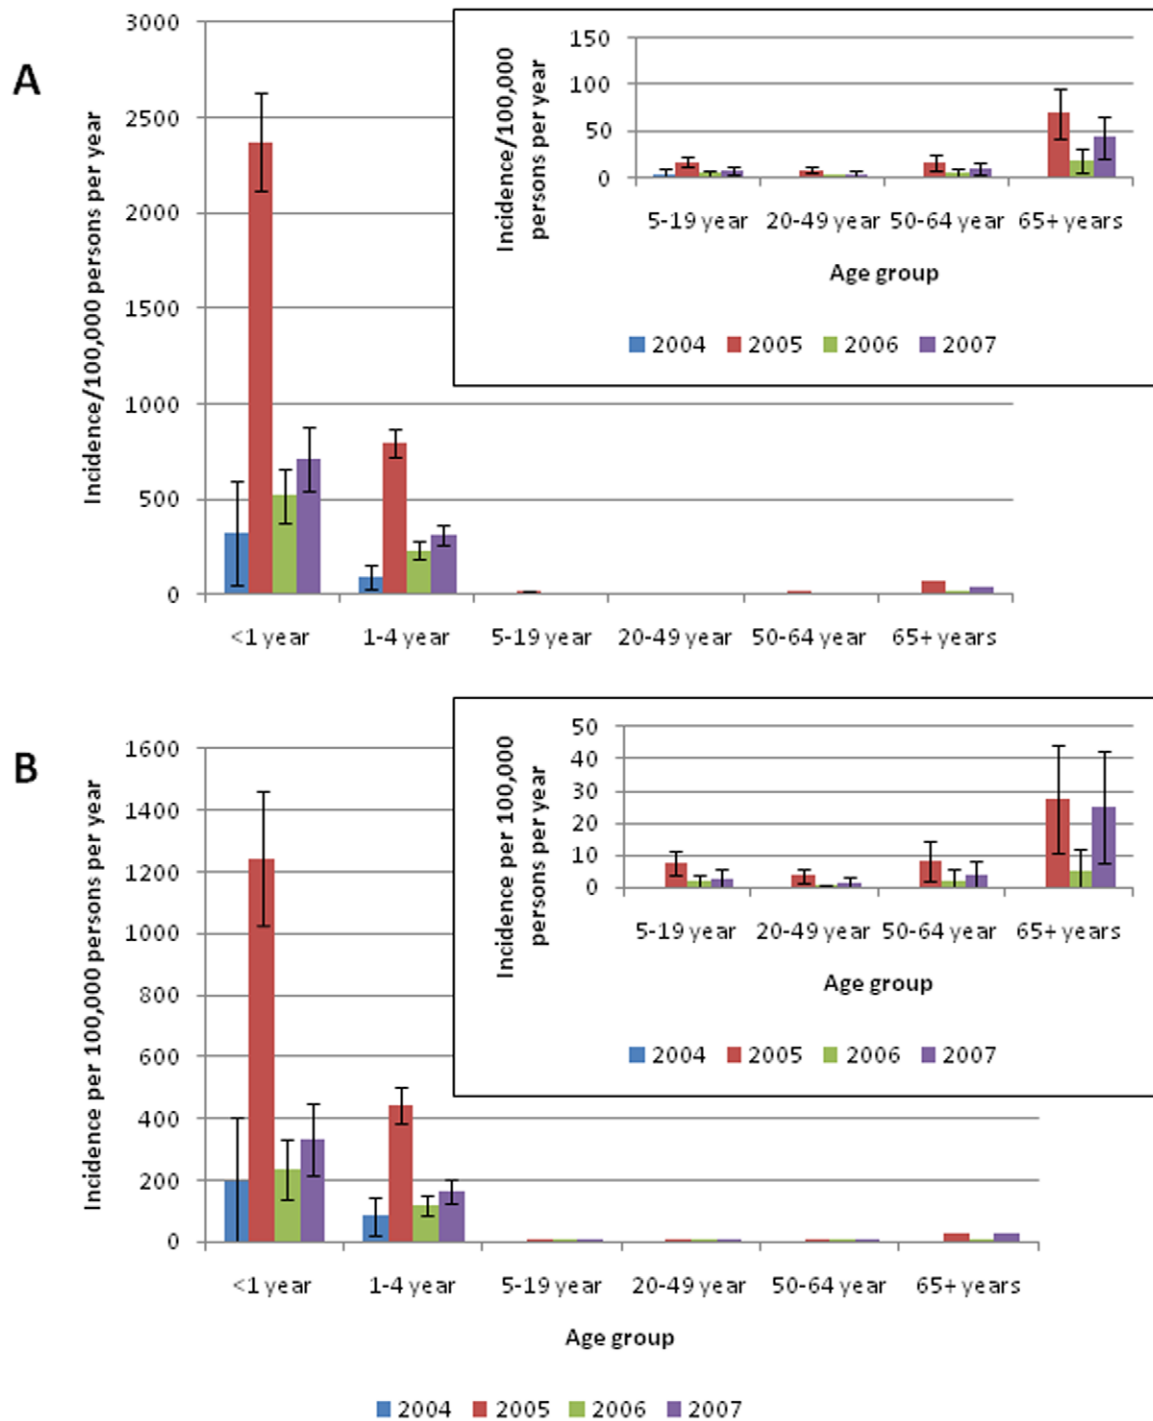 A
Incidence/100,000 persons per year
3000
2500
2000
1500
1000
500
0
<1 year 1-4 year 5-19 year 20-49 year 50-64 year 65+ years
Incidence/100,000
persons per year
150
100
50
0
5-19 year 20-49 year 50-64 year 65+ years
Age group
2004 2005 2006 2007
B
Incidence per 100,000 persons per year
1600
1400
1200
1000
800
600
400
200
0
<1 year 1-4 year 5-19 year 20-49 year 50-64 year 65+ years
Age group
2004 2005 2006 2007
Incidence per 100,000
persons per year
50
40
30
20
10
0
5-19 year 20-49 year 50-64 year 65+ years
Age group
2004 2005 2006 2007